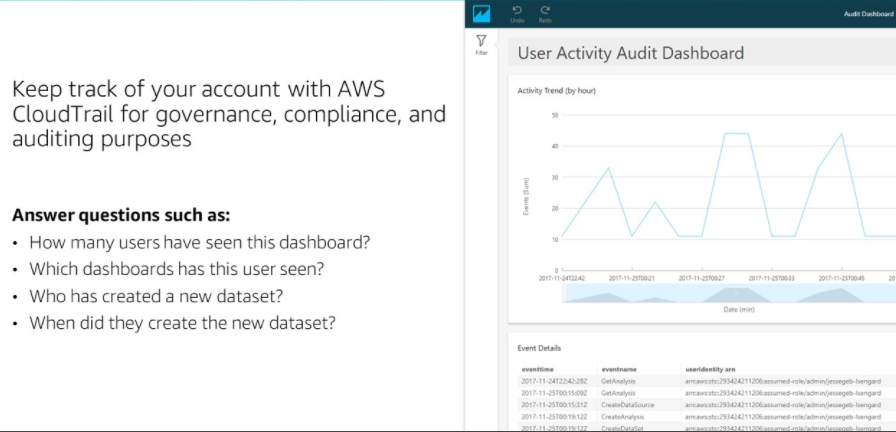 Keep track of your account with AWS
CloudTrail for governance, compliance, and
auditing purposes
Answer questions such as:
• How many users have seen this dashboard?
• Which dashboards has this user seen?
• Who has created a new dataset?
• When did they create the new dataset?
Undo
Redo
Audit Dashboard
Filter
User Activity Audit Dashboard
Activity Trend (by hour)
50
40
30
20
10
0
Events (Sum)
2017-11-24T22:42
2017-11-25T00:21
2017-11-25T00:27
2017-11-25T00:33
2017-11-25T00:45
20
Date (min)
Event Details
eventtime eventname useridentity arn
2017-11-24T22:42:28Z GetAnalysis arn:aws:sts::293424211206:assumed-role/admin/jessegeb-Isengard
2017-11-25T00:15:09Z GetAnalysis arn:aws:sts::293424211206:assumed-role/admin/jessegeb-Isengard
2017-11-25T00:15:31Z CreateDataSource arn:aws:sts::293424211206:assumed-role/admin/jessegeb-Isengard
2017-11-25T00:19:12Z CreateAnalysis arn:aws:sts::293424211206:assumed-role/admin/jessegeb-Isengard
2017-11-25T00:19:12Z CreateDataSet arn:aws:sts::293424211206:assumed-role/admin/jessegeb-Isengard